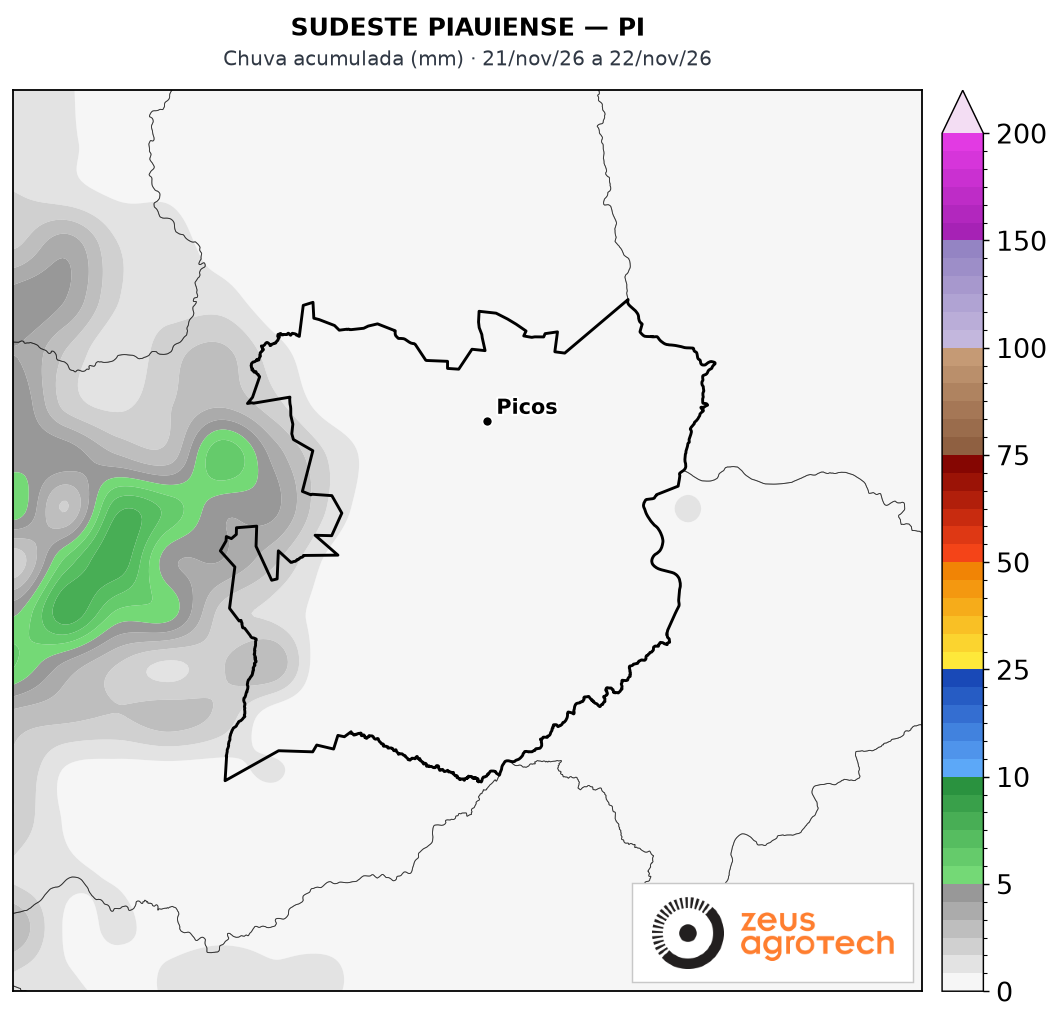 SUDESTE PIAUIENSE — PI
Chuva acumulada (mm) · 21/nov/26 a 22/nov/26
Picos
200
150
100
75
50
25
10
5
0
zeus
agrotech